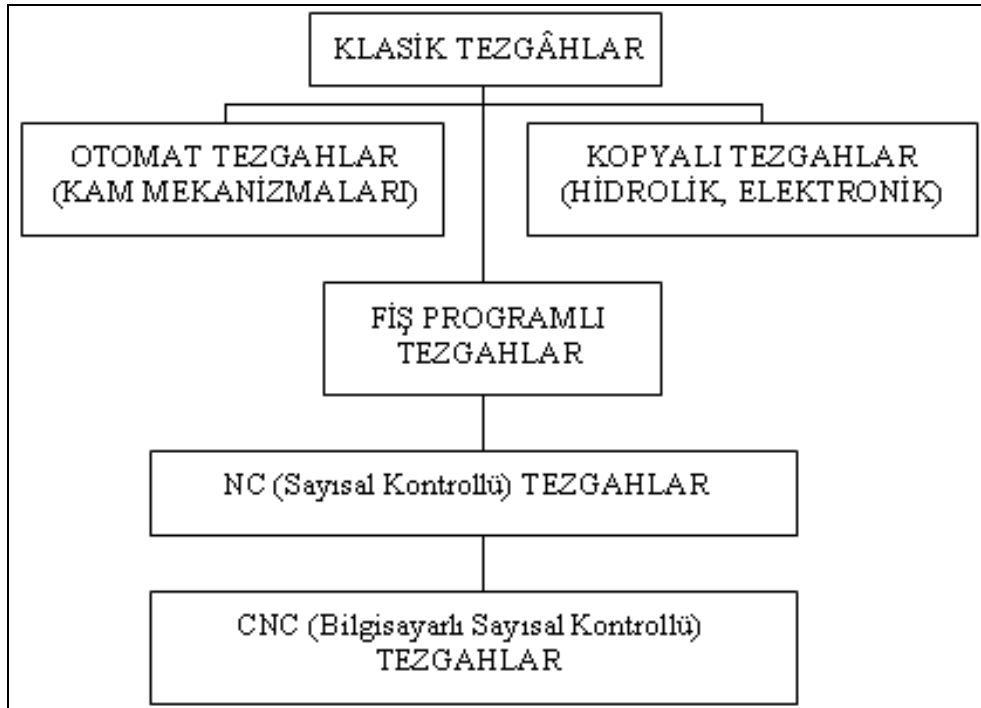 KLASİK TEZGÂHLAR
OTOMAT TEZGAHLAR
(KAM MEKANİZMALARI)
KOPYALI TEZGAHLAR
(HİDROLİK, ELEKTRONİK)
FİŞ PROGRAMLI
TEZGAHLAR
NC (Sayısal Kontrollü) TEZGAHLAR
CNC (Bilgisayarlı Sayısal Kontrollü)
TEZGAHLAR